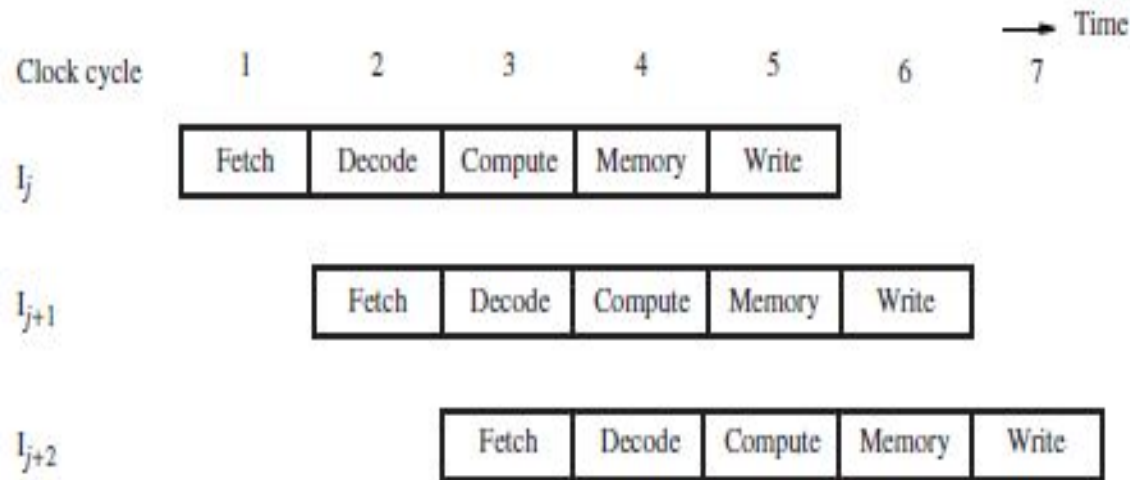 Time
Clock cycle 1 2 3 4 5 6 7
Ij Fetch Decode Compute Memory Write
Ij+1 Fetch Decode Compute Memory Write
Ij+2 Fetch Decode Compute Memory Write